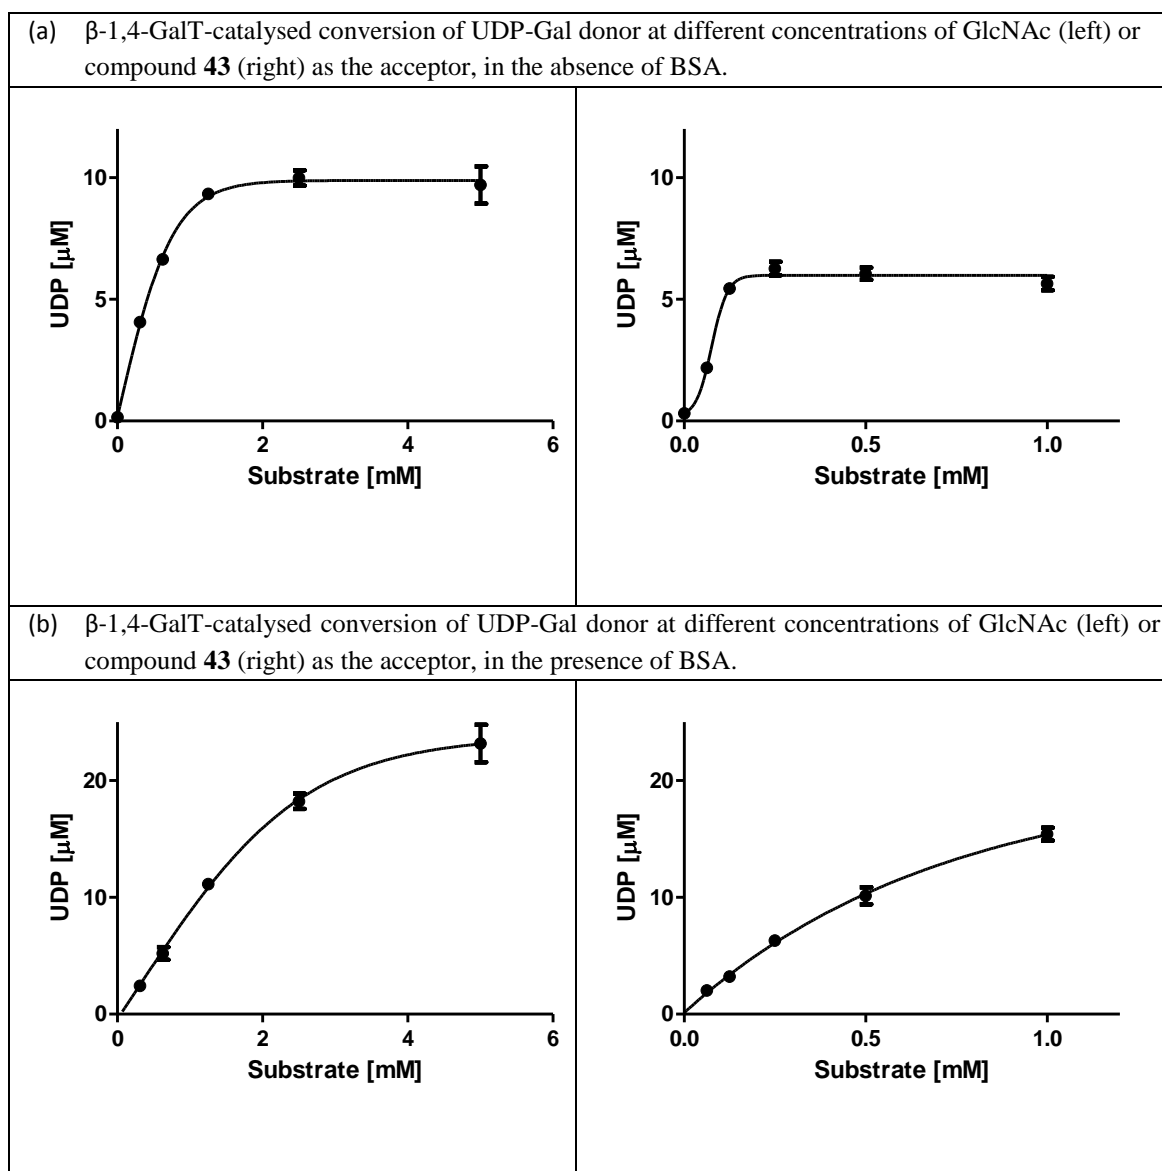 (a) β-1,4-GalT-catalysed conversion of UDP-Gal donor at different concentrations of GlcNAc (left) or
compound 43 (right) as the acceptor, in the absence of BSA.
10
5
0
UDP [µM]
0 2 4 6
Substrate [mM]
10
5
0
UDP [µM]
0.0 0.5 1.0
Substrate [mM]
(b) β-1,4-GalT-catalysed conversion of UDP-Gal donor at different concentrations of GlcNAc (left) or
compound 43 (right) as the acceptor, in the presence of BSA.
20
10
0
UDP [µM]
0 2 4 6
Substrate [mM]
20
10
0
UDP [µM]
0.0 0.5 1.0
Substrate [mM]